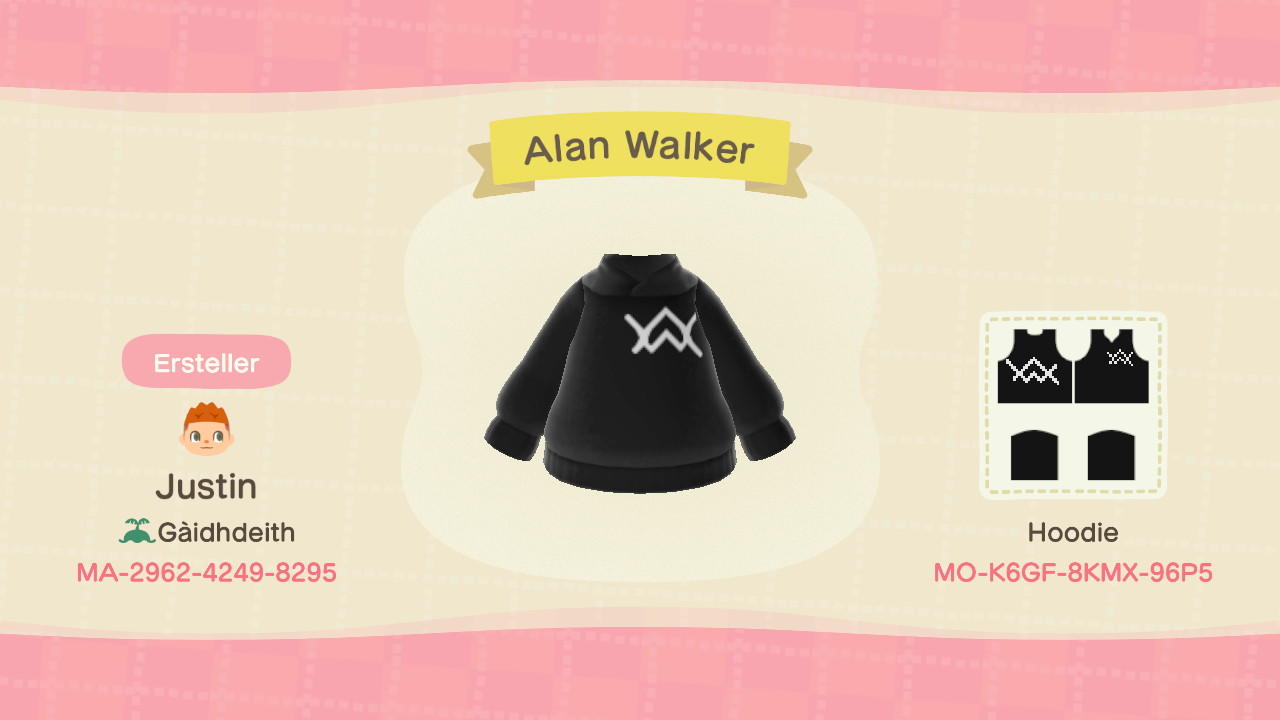 Alan Walker
Ersteller
Justin
Gàidhdeith
MA-2962-4249-8295
Hoodie
MO-K6GF-8KMX-96P5